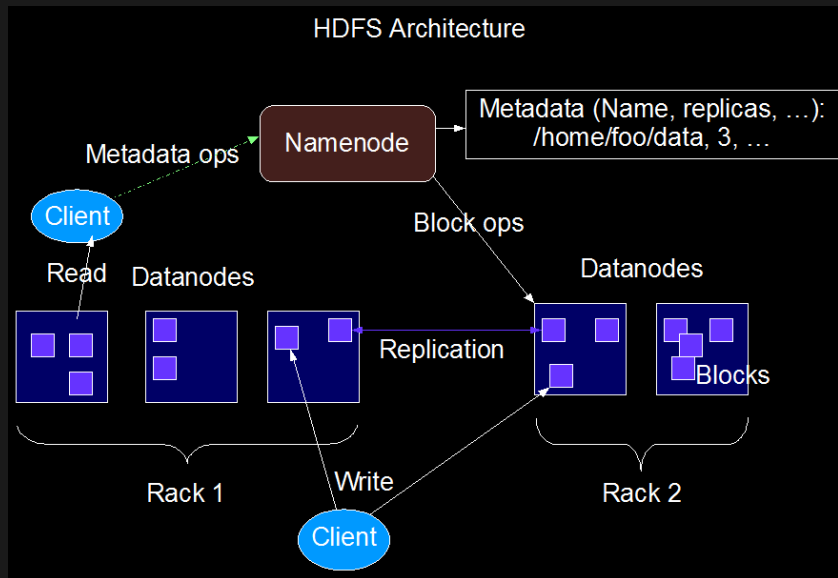 HDFS Architecture
Metadata (Name, replicas, …):
/home/foo/data, 3, …
Namenode
Metadata ops
Client
Block ops
Read
Datanodes
Datanodes
Replication
Blocks
Rack 1
Write
Rack 2
Client